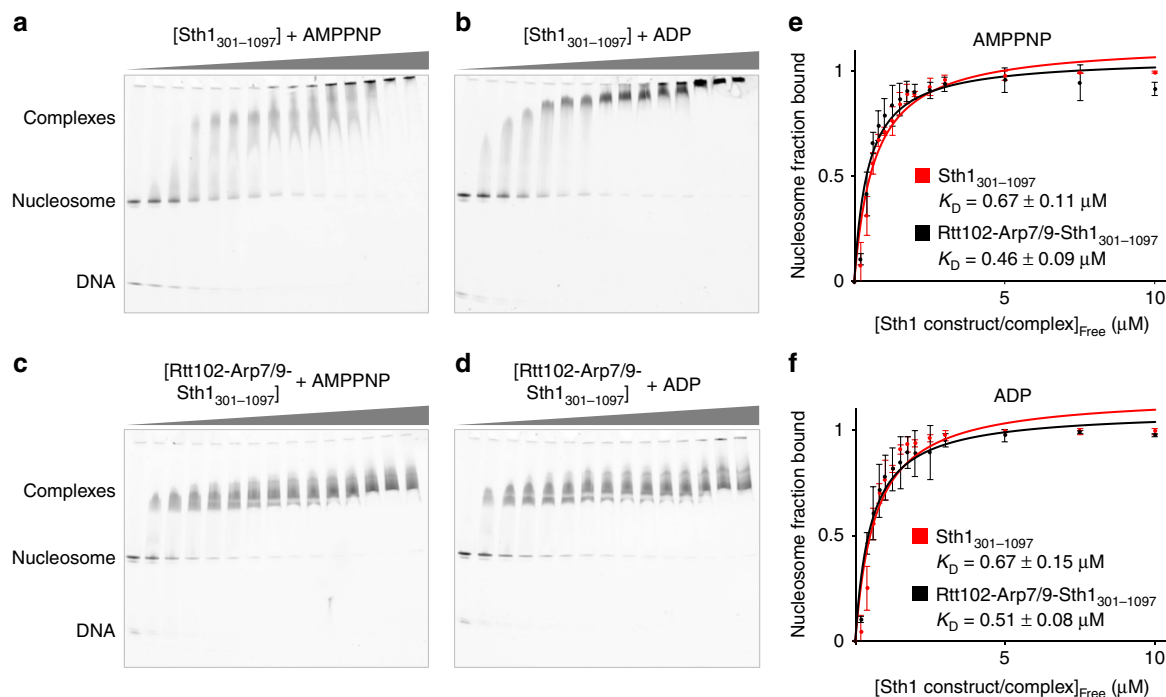 a
[Sth1301–1097] + AMPPNP
Complexes
Nucleosome
DNA
b
[Sth1301–1097] + ADP
c
[Rtt102-Arp7/9-
Sth1301–1097] + AMPPNP
Complexes
Nucleosome
DNA
d
[Rtt102-Arp7/9-
Sth1301–1097] + ADP
e
AMPPNP
Nucleosome fraction bound
1
0.5
0
Sth1301–1097
KD = 0.67 ± 0.11 μM
Rtt102-Arp7/9-Sth1301–1097
KD = 0.46 ± 0.09 μM
5
10
[Sth1 construct/complex]Free (μM)
f
ADP
Nucleosome fraction bound
1
0.5
0
Sth1301–1097
KD = 0.67 ± 0.15 μM
Rtt102-Arp7/9-Sth1301–1097
KD = 0.51 ± 0.08 μM
5
10
[Sth1 construct/complex]Free (μM)